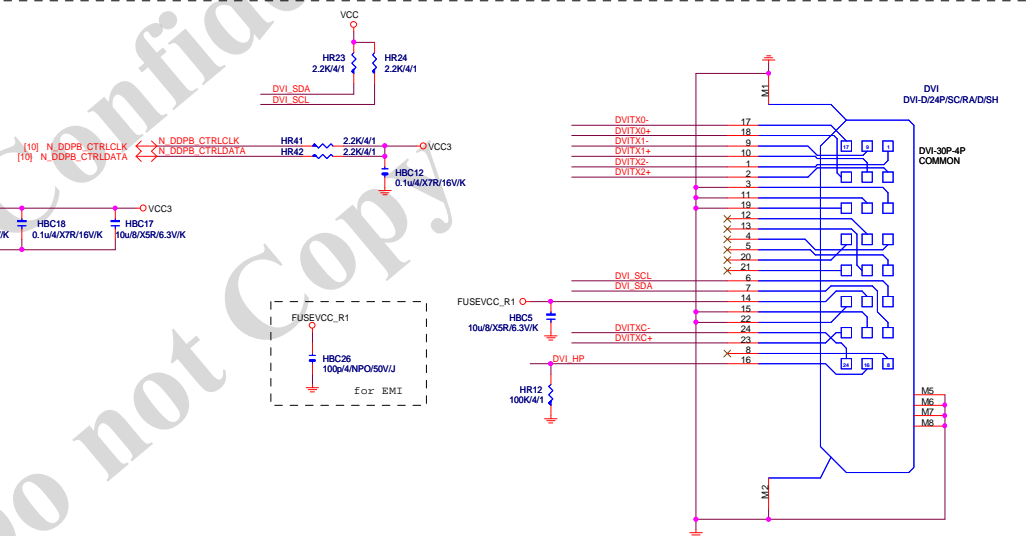 VCC
HR23
2.2K/4/1
HR24
2.2K/4/1
DVI_SDA
DVI_SCL
[10] N_DDPB_CTRLCLK
[10] N_DDPB_CTRLDATA
N_DDPB_CTRLCLK
N_DDPB_CTRLDATA
HR41
HR42
2.2K/4/1
2.2K/4/1
VCC3
HBC12
0.1u/4/X7R/16V/K
VCC3
V/K
HBC18
0.1u/4/X7R/16V/K
HBC17
10u/8/X5R/6.3V/K
FUSEVCC_R1
HBC26
100p/4/NPO/50V/J
for EMI
FUSEVCC_R1
HBC5
10u/8/X5R/6.3V/K
DVI_HP
HR12
100K/4/1
DVITX0-
DVITX0+
DVITX1-
DVITX1+
DVITX2-
DVITX2+
DVI_SCL
DVI_SDA
DVITXC-
DVITXC+
17
18
9
10
1
2
3
11
19
12
13
4
5
20
21
6
7
14
15
22
24
23
8
16
M1
M2
DVI
DVI-D/24P/SC/RA/D/SH
DVI-30P-4P
COMMON
17 9 1
24 16 8
M5
M6
M7
M8
Do not Copy
Confide